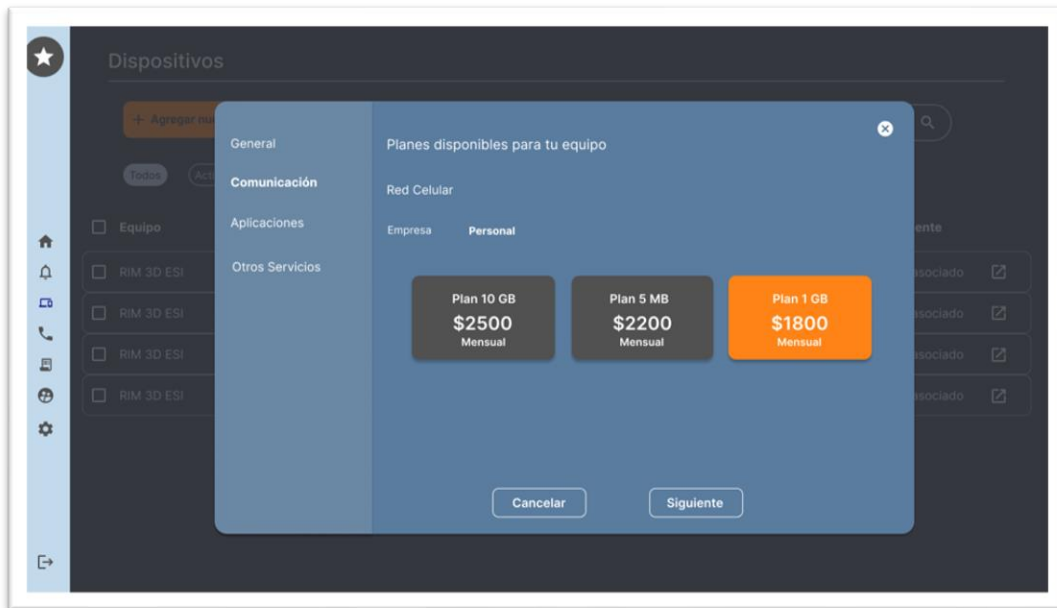 Dispositivos
+ Agregar
Todos
Equipo
RIM 3D ESI
RIM 3D ESI
RIM 3D ESI
RIM 3D ESI
asociado
asociado
asociado
asociado
General
Comunicación
Aplicaciones
Otros Servicios
Planes disponibles para tu equipo
Red Celular
Empresa Personal
Plan 10 GB
$2500
Mensual
Plan 5 MB
$2200
Mensual
Plan 1 GB
$1800
Mensual
Cancelar Siguiente